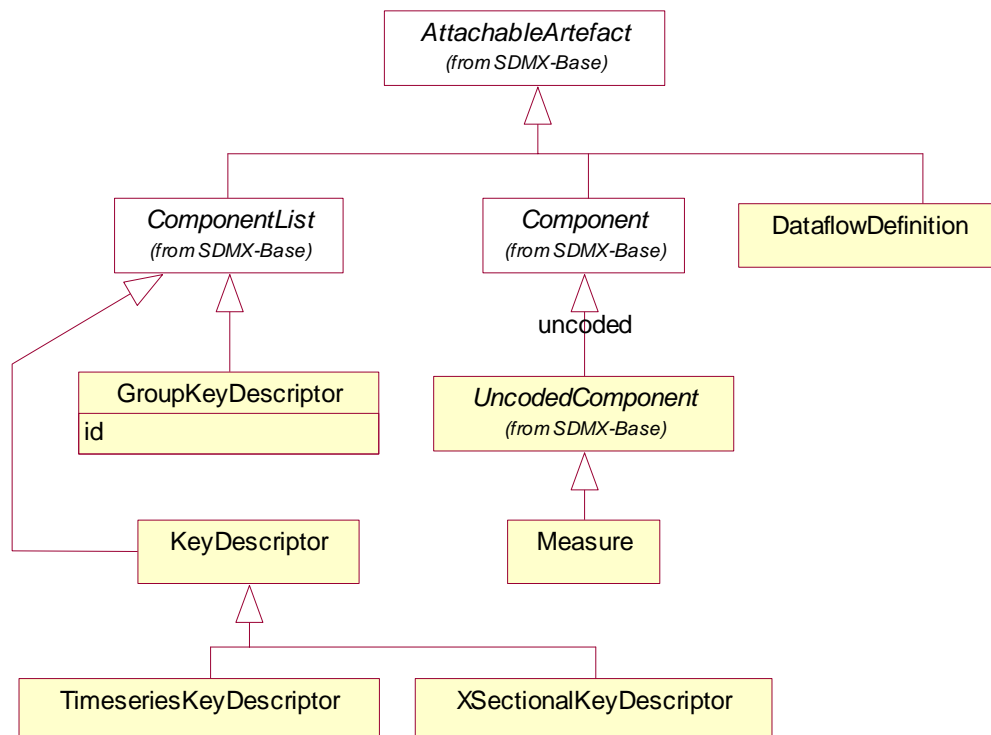 AttachableArtefact
(from SDMX-Base)
ComponentList
(from SDMX-Base)
Component
(from SDMX-Base)
DataflowDefinition
uncoded
GroupKeyDescriptor
id
UncodedComponent
(from SDMX-Base)
KeyDescriptor
Measure
TimeseriesKeyDescriptor
XSectionalKeyDescriptor